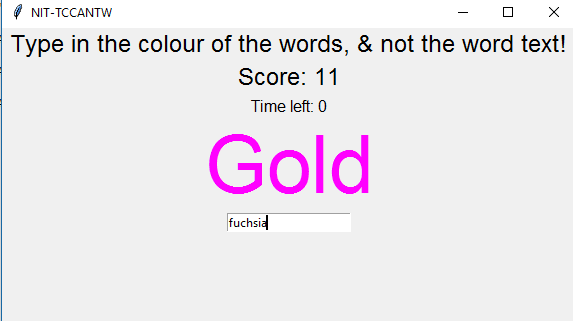 NIT-TCCANTW
Type in the colour of the words, & not the word text!
Score: 11
Time left: 0
Gold
fuchsia